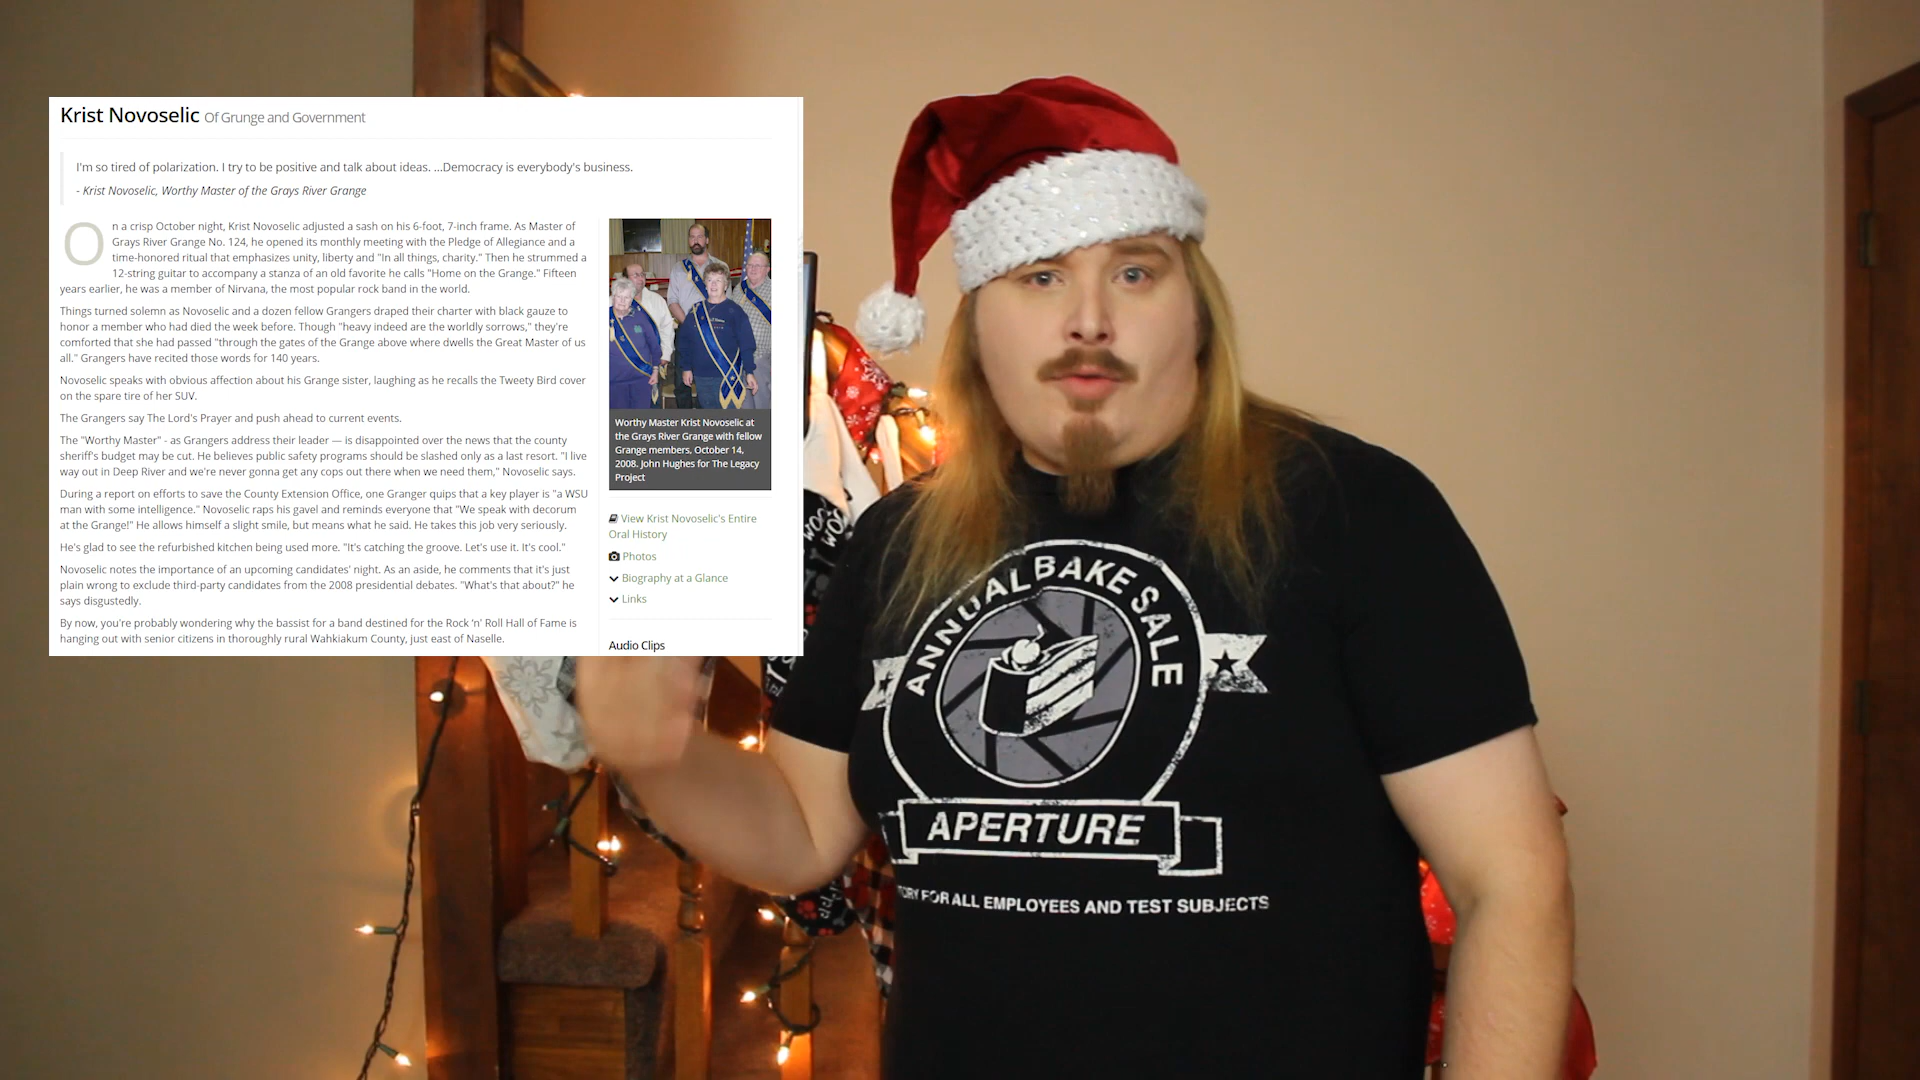 Krist Novoselic Of Grunge and Government
I'm so tired of polarization. I try to be positive and talk about ideas. ...Democracy is everybody's business.
- Krist Novoselic, Worthy Master of the Grays River Grange
On a crisp October night, Krist Novoselic adjusted a sash on his 6-foot, 7-inch frame. As Master of
Grays River Grange No. 124, he opened its monthly meeting with the Pledge of Allegiance and a
time-honored ritual that emphasizes unity, liberty and "In all things, charity." Then he strummed a
12-string guitar to accompany a stanza of an old favorite he calls "Home on the Grange." Fifteen
years earlier, he was a member of Nirvana, the most popular rock band in the world.
Things turned solemn as Novoselic and a dozen fellow Grangers draped their charter with black gauze to
honor a member who had died the week before. Though "heavy indeed are the worldly sorrows," they're
comforted that she had passed "through the gates of the Grange above where dwells the Great Master of us
all." Grangers have recited those words for 140 years.
Novoselic speaks with obvious affection about his Grange sister, laughing as he recalls the Tweety Bird cover
on the spare tire of her SUV.
The Grangers say The Lord's Prayer and push ahead to current events.
The "Worthy Master" - as Grangers address their leader — is disappointed over the news that the county
sheriff's budget may be cut. He believes public safety programs should be slashed only as a last resort. "I live
way out in Deep River and we're never gonna get any cops out there when we need them," Novoselic says.
During a report on efforts to save the County Extension Office, one Granger quips that a key player is "a WSU
man with some intelligence." Novoselic raps his gavel and reminds everyone that "We speak with decorum
at the Grange!" He allows himself a slight smile, but means what he said. He takes this job very seriously.
He's glad to see the refurbished kitchen being used more. "It's catching the groove. Let's use it. It's cool."
Novoselic notes the importance of an upcoming candidates' night. As an aside, he comments that it's just
plain wrong to exclude third-party candidates from the 2008 presidential debates. "What's that about?" he
says disgustedly.
By now, you're probably wondering why the bassist for a band destined for the Rock 'n' Roll Hall of Fame is
hanging out with senior citizens in thoroughly rural Wahkiakum County, just east of Naselle.
Worthy Master Krist Novoselic at
the Grays River Grange with fellow
Grange members, October 14,
2008. John Hughes for The Legacy
Project
View Krist Novoselic's Entire
Oral History
Photos
Biography at a Glance
Links
Audio Clips
WOOF
ANNUAL BAKE SALE
APERTURE
FOR ALL EMPLOYEES AND TEST SUBJECTS